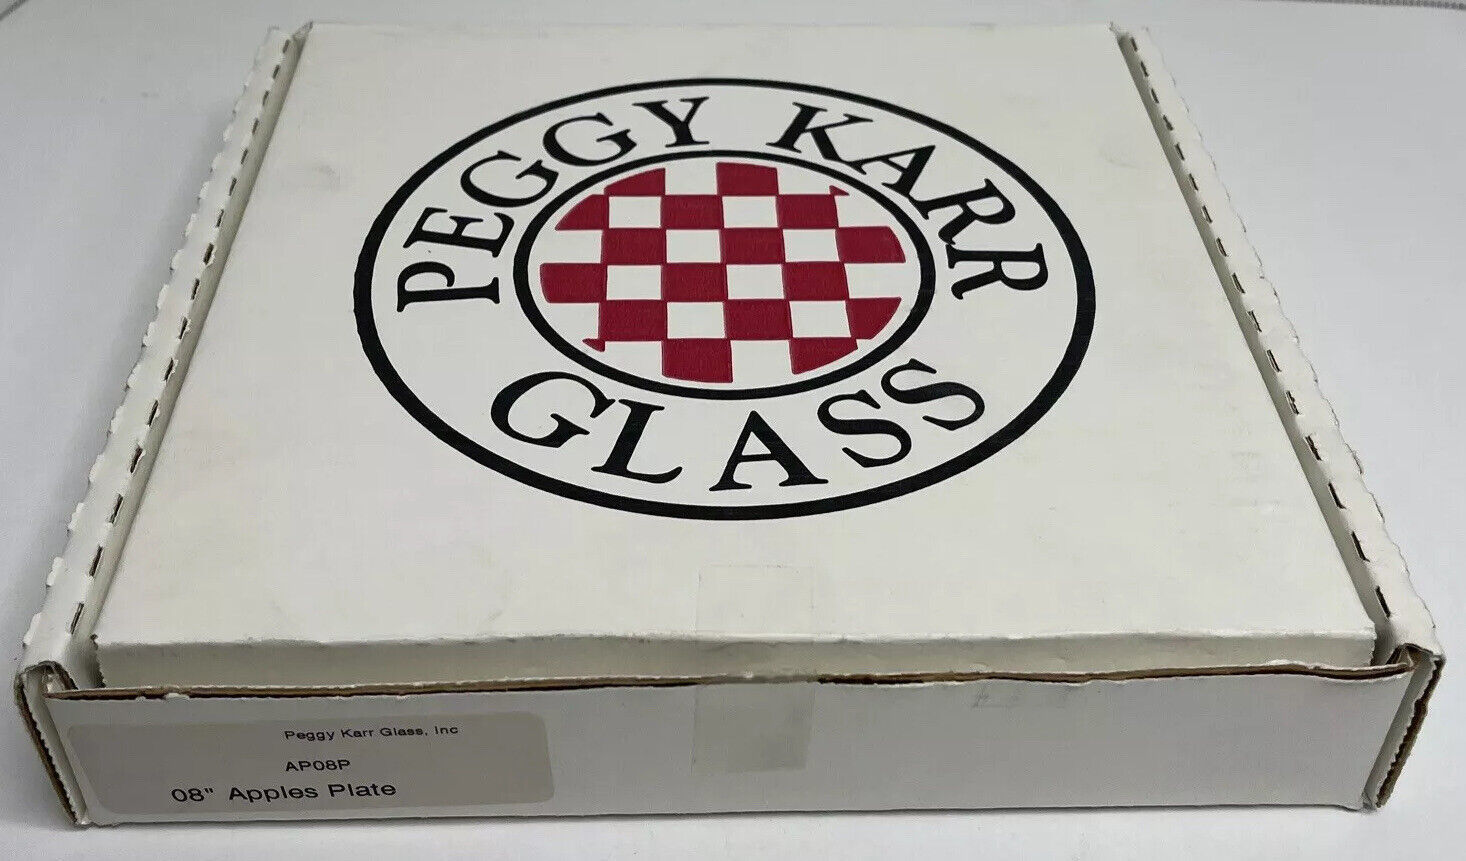 PEGGY KARR
GLASS
Peggy Karr Glass, Inc
AP08P
08" Apples Plate